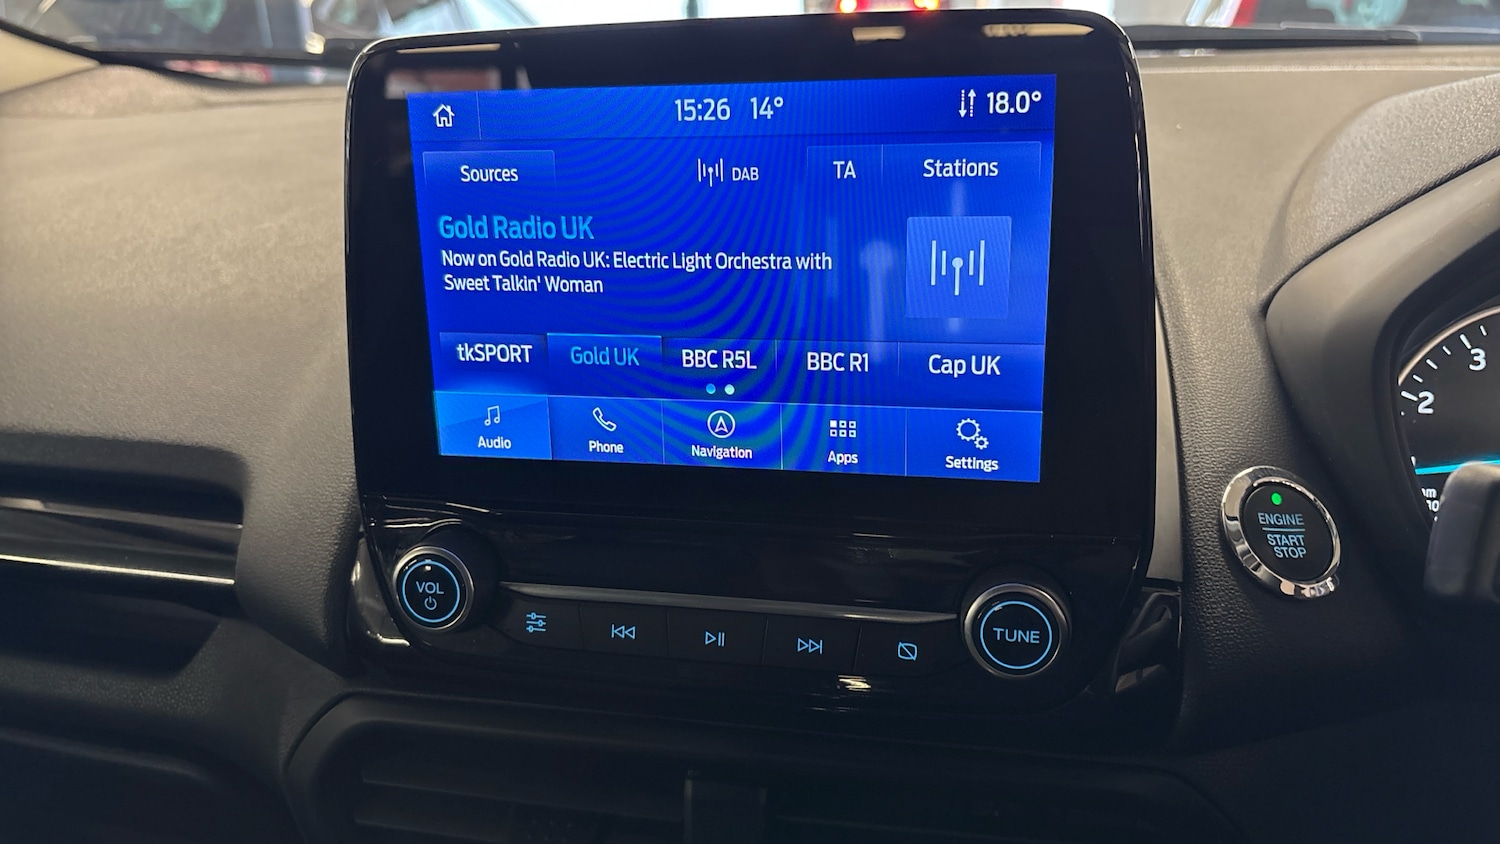 15:26 14° 18.0°
Sources DAB TA Stations
Gold Radio UK
Now on Gold Radio UK: Electric Light Orchestra with
Sweet Talkin' Woman
tkSPORT Gold UK BBC R5L BBC R1 Cap UK
Audio Phone Navigation Apps Settings
VOL
TUNE
ENGINE
START
STOP
3
2